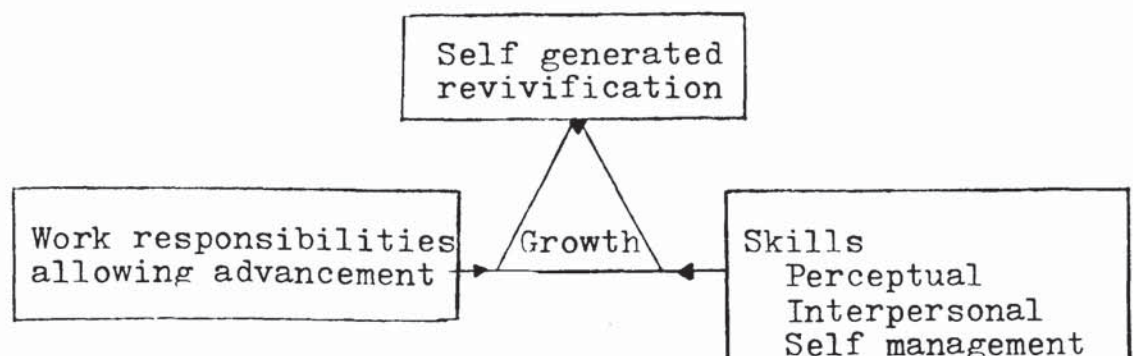 Self generated
revivification
Work responsibilities
allowing advancement
Growth
Skills
Perceptual
Interpersonal
Self management